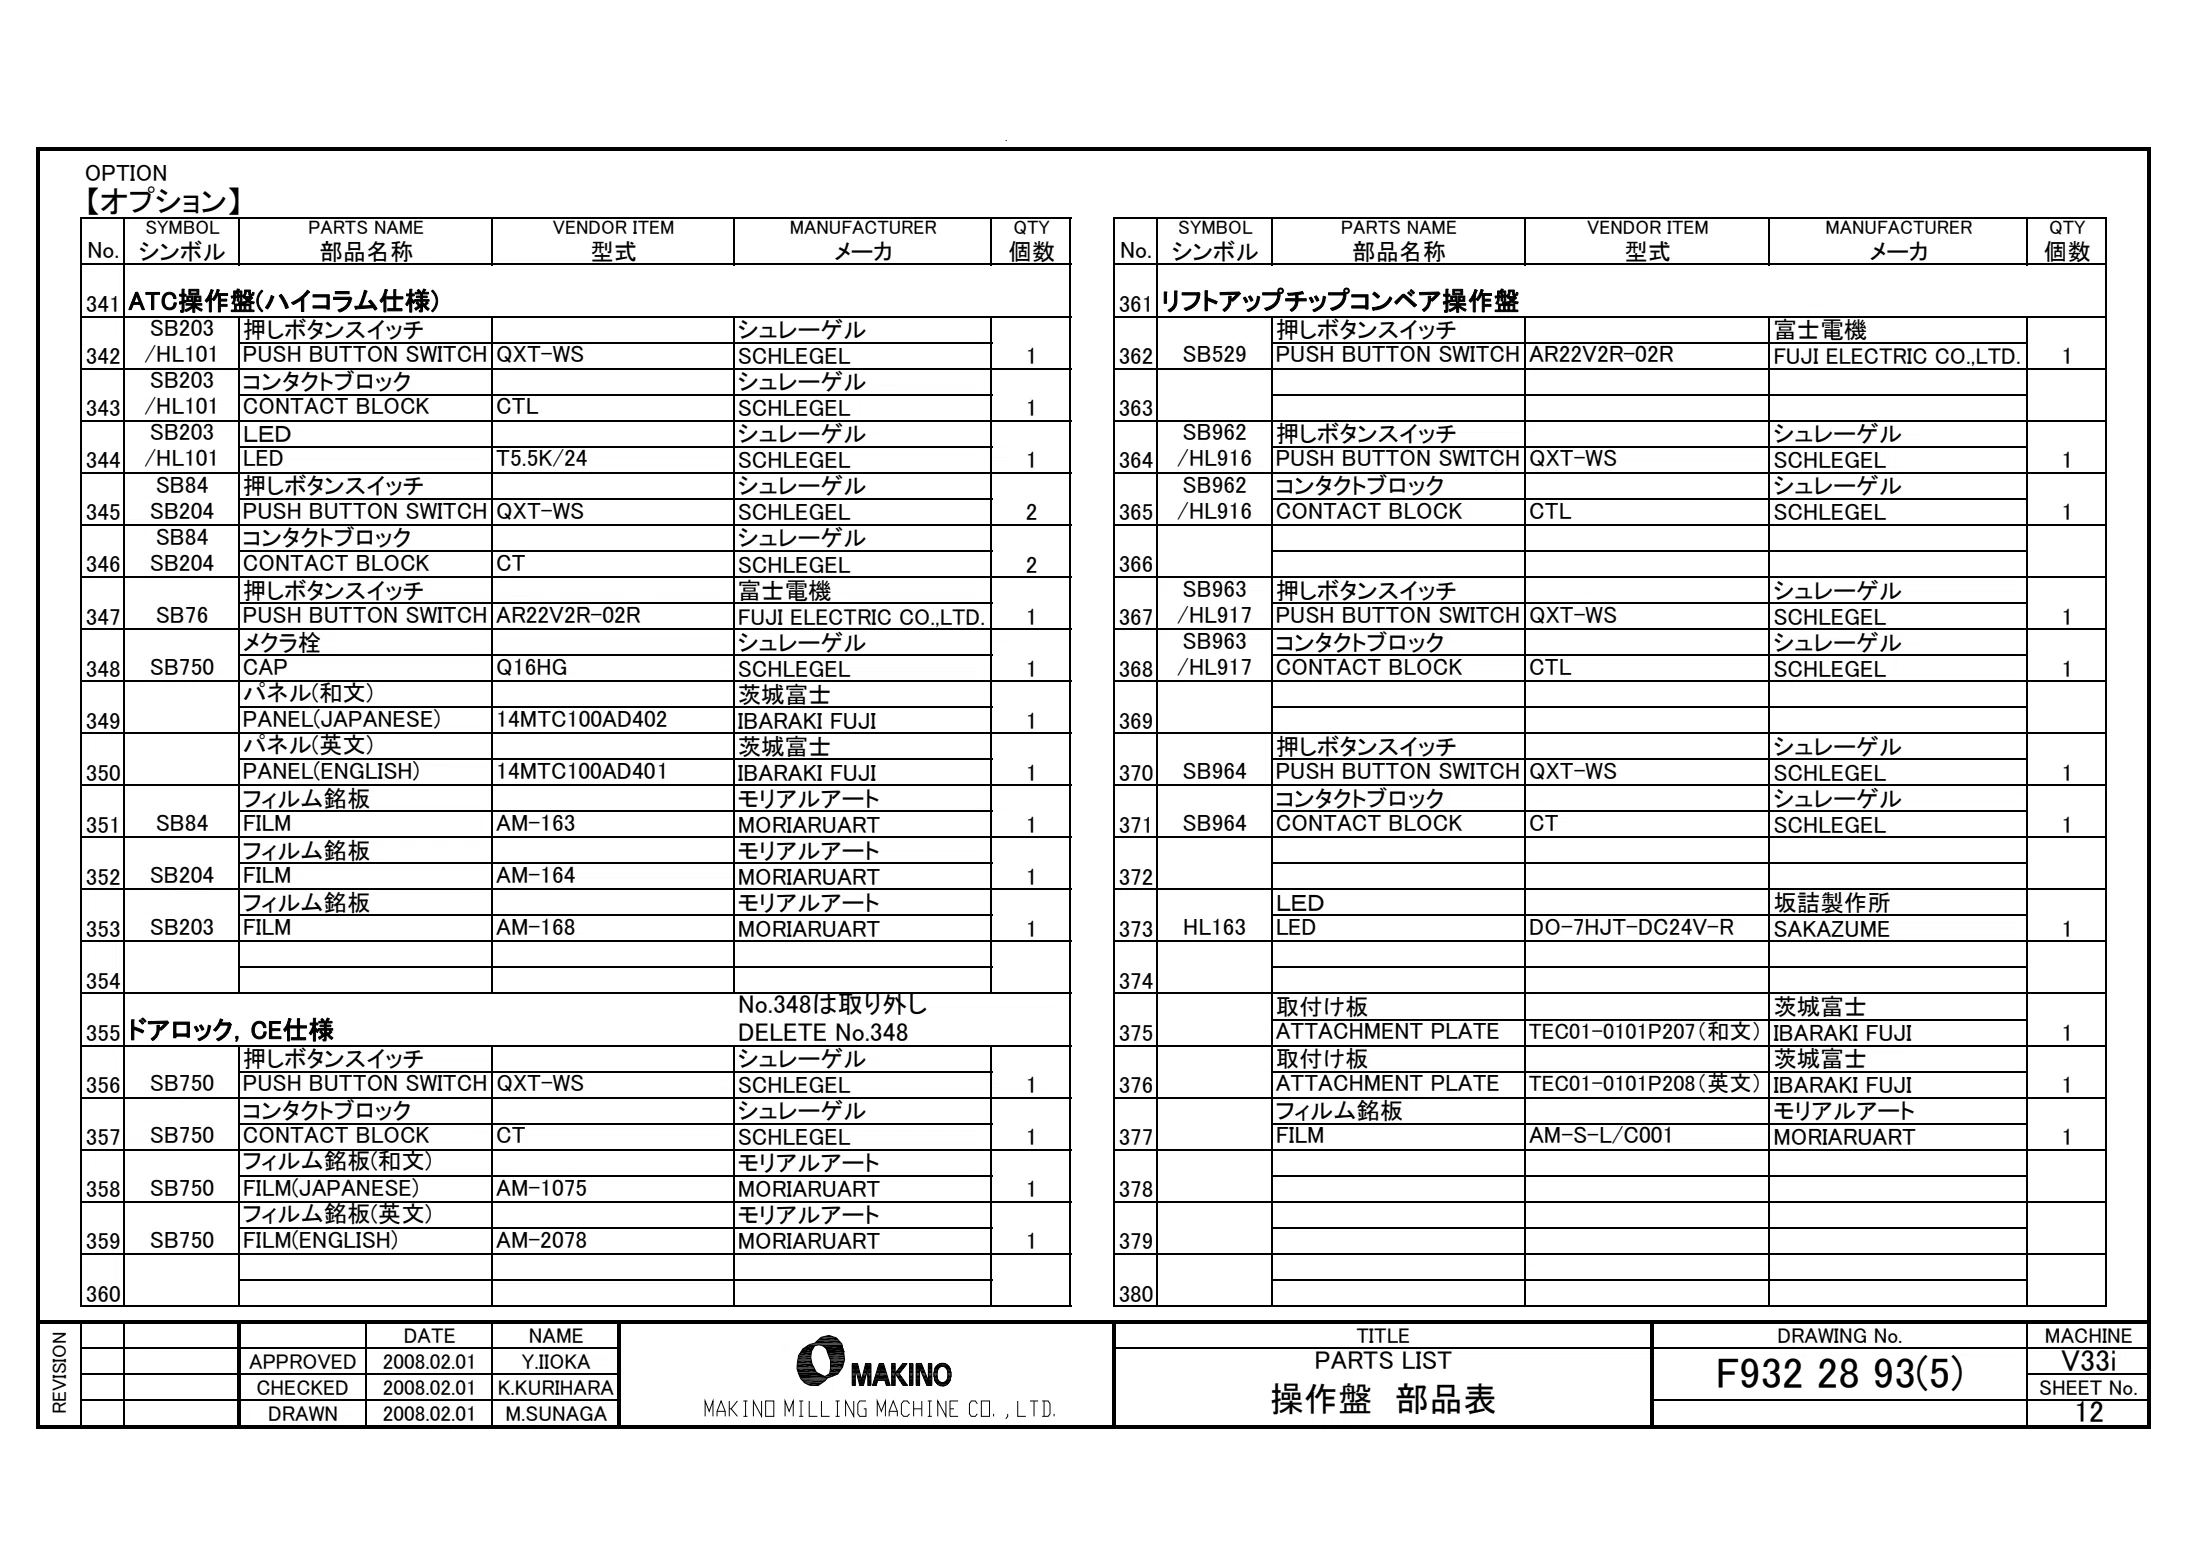 OPTION
【オプション】
No. SYMBOL シンボル PARTS NAME 部品名称 VENDOR ITEM 型式 MANUFACTURER メーカ QTY 個数
341 ATC操作盤(ハイコラム仕様)
SB203 押しボタンスイッチ シュレーゲル
342 /HL101 PUSH BUTTON SWITCH QXT-WS SCHLEGEL 1
SB203 コンタクトブロック シュレーゲル
343 /HL101 CONTACT BLOCK CTL SCHLEGEL 1
SB203 LED シュレーゲル
344 /HL101 LED T5.5K/24 SCHLEGEL 1
SB84 押しボタンスイッチ シュレーゲル
345 SB204 PUSH BUTTON SWITCH QXT-WS SCHLEGEL 2
SB84 コンタクトブロック シュレーゲル
346 SB204 CONTACT BLOCK CT SCHLEGEL 2
押しボタンスイッチ 富士電機
347 SB76 PUSH BUTTON SWITCH AR22V2R-02R FUJI ELECTRIC CO.,LTD. 1
メクラ栓 シュレーゲル
348 SB750 CAP Q16HG SCHLEGEL 1
パネル(和文) 茨城富士
349 PANEL(JAPANESE) 14MTC100AD402 IBARAKI FUJI 1
パネル(英文) 茨城富士
350 PANEL(ENGLISH) 14MTC100AD401 IBARAKI FUJI 1
フィルム銘板 モリアルアート
351 SB84 FILM AM-163 MORIARUART 1
フィルム銘板 モリアルアート
352 SB204 FILM AM-164 MORIARUART 1
フィルム銘板 モリアルアート
353 SB203 FILM AM-168 MORIARUART 1
354
No.348は取り外し
355 ドアロック，CE仕様 DELETE No.348
押しボタンスイッチ シュレーゲル
356 SB750 PUSH BUTTON SWITCH QXT-WS SCHLEGEL 1
コンタクトブロック シュレーゲル
357 SB750 CONTACT BLOCK CT SCHLEGEL 1
フィルム銘板(和文) モリアルアート
358 SB750 FILM(JAPANESE) AM-1075 MORIARUART 1
フィルム銘板(英文) モリアルアート
359 SB750 FILM(ENGLISH) AM-2078 MORIARUART 1
360
No. SYMBOL シンボル PARTS NAME 部品名称 VENDOR ITEM 型式 MANUFACTURER メーカ QTY 個数
361 リフトアップチップコンベア操作盤
押しボタンスイッチ 富士電機
362 SB529 PUSH BUTTON SWITCH AR22V2R-02R FUJI ELECTRIC CO.,LTD. 1
363
SB962 押しボタンスイッチ シュレーゲル
364 /HL916 PUSH BUTTON SWITCH QXT-WS SCHLEGEL 1
SB962 コンタクトブロック シュレーゲル
365 /HL916 CONTACT BLOCK CTL SCHLEGEL 1
366
SB963 押しボタンスイッチ シュレーゲル
367 /HL917 PUSH BUTTON SWITCH QXT-WS SCHLEGEL 1
SB963 コンタクトブロック シュレーゲル
368 /HL917 CONTACT BLOCK CTL SCHLEGEL 1
369
押しボタンスイッチ シュレーゲル
370 SB964 PUSH BUTTON SWITCH QXT-WS SCHLEGEL 1
コンタクトブロック シュレーゲル
371 SB964 CONTACT BLOCK CT SCHLEGEL 1
372
LED 坂詰製作所
373 HL163 LED DO-7HJT-DC24V-R SAKAZUME 1
374
取付け板 茨城富士
375 ATTACHMENT PLATE TEC01-0101P207(和文) IBARAKI FUJI 1
取付け板 茨城富士
376 ATTACHMENT PLATE TEC01-0101P208(英文) IBARAKI FUJI 1
フィルム銘板 モリアルアート
377 FILM AM-S-L/C001 MORIARUART 1
378
379
380
REVISION
DATE NAME
APPROVED 2008.02.01 Y.IIOKA
CHECKED 2008.02.01 K.KURIHARA
DRAWN 2008.02.01 M.SUNAGA
MAKINO
MAKINO MILLING MACHINE CO.,LTD.
TITLE
PARTS LIST
操作盤 部品表
DRAWING No.
F932 28 93(5)
MACHINE
V33i
SHEET No.
12